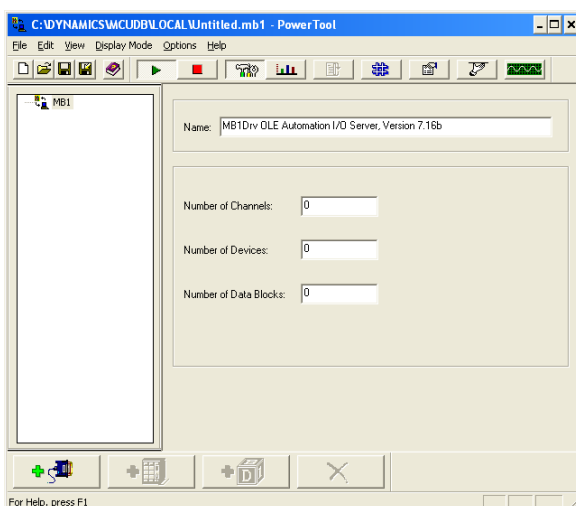 C:\DYNAMICS\MCUDB\LOCAL\Untitled.mb1 - PowerTool
File Edit View Display Mode Options Help
MB1
Name: MB1Drv OLE Automation I/O Server, Version 7.16b
Number of Channels: 0
Number of Devices: 0
Number of Data Blocks: 0
D
For Help, press F1